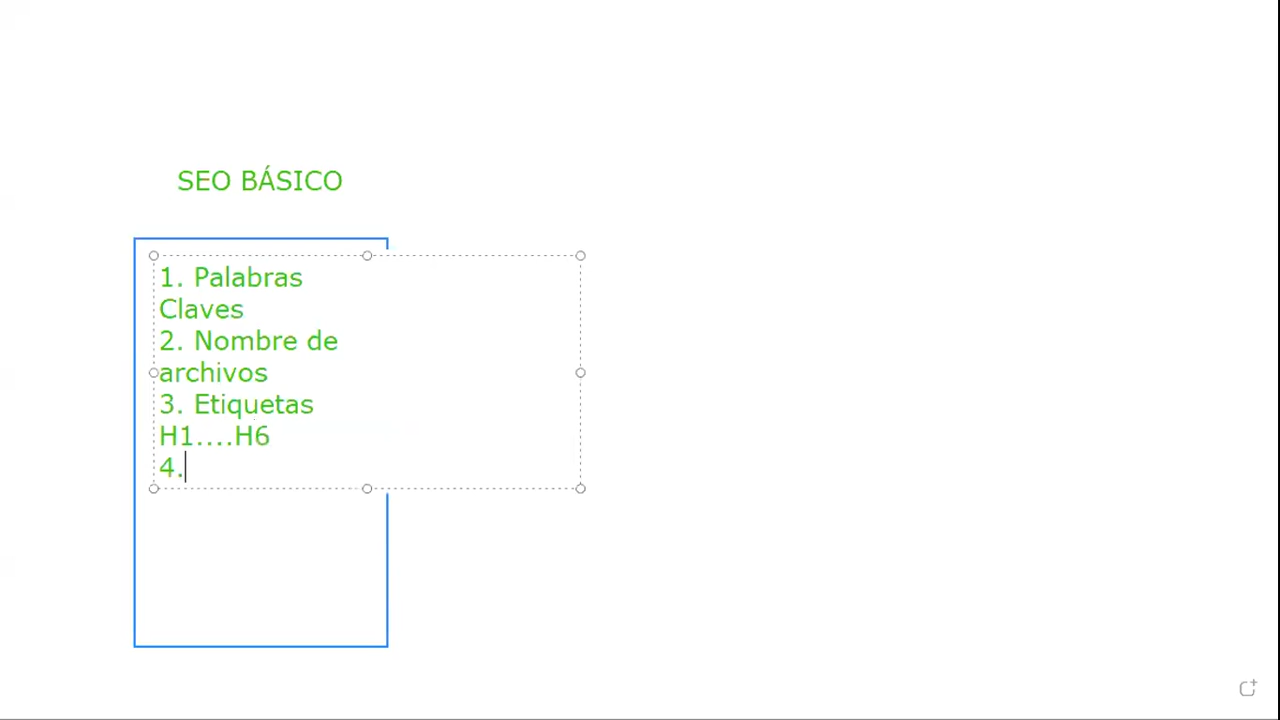 SEO BÁSICO
1. Palabras
Claves
2. Nombre de
archivos
3. Etiquetas
H1....H6
4.